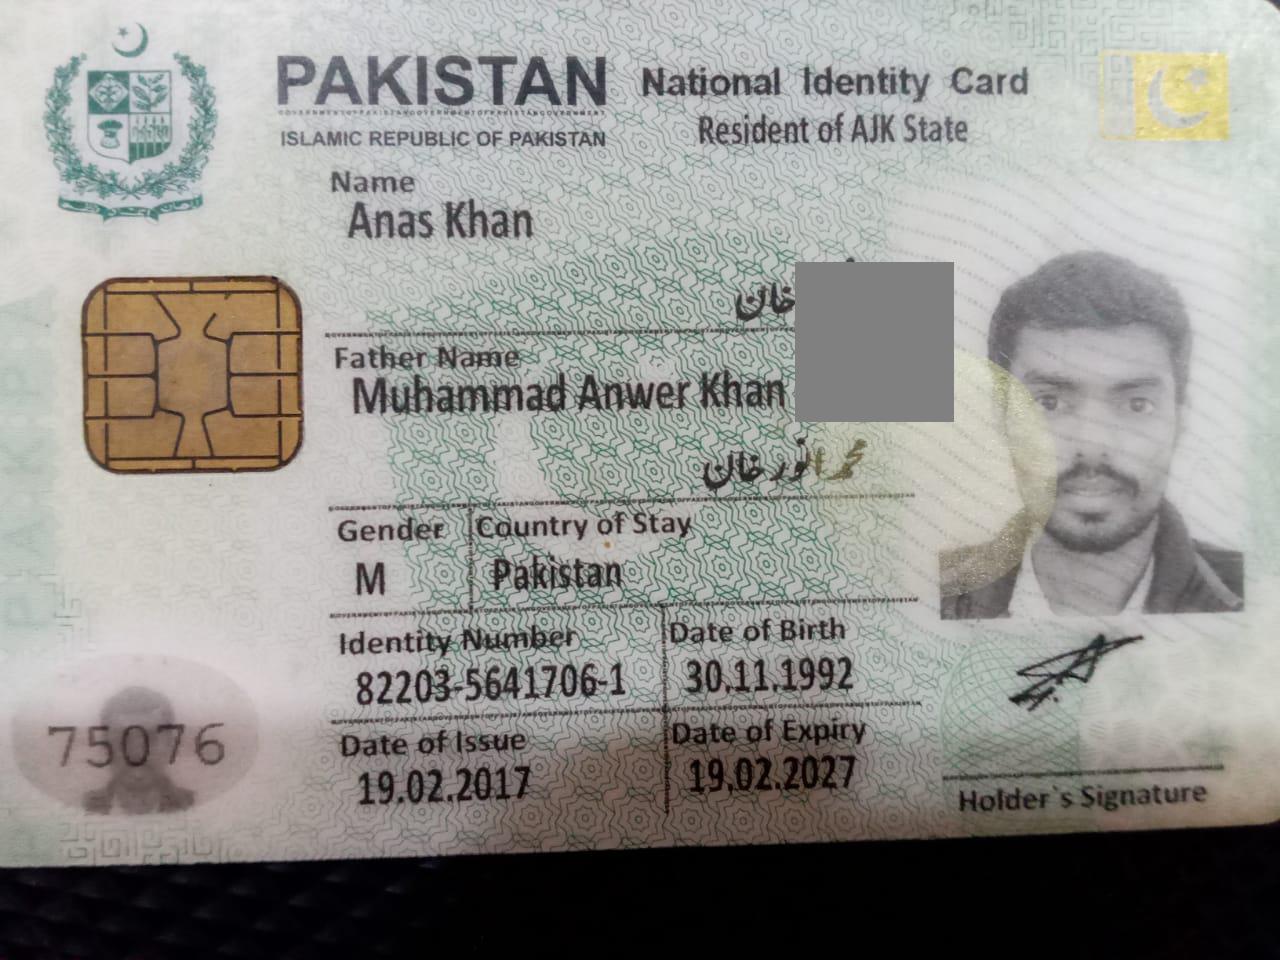 PAKISTAN
National Identity Card
ISLAMIC REPUBLIC OF PAKISTAN
Resident of AJK State
Name
Anas Khan
خان
Father Name
Muhammad Anwer Khan
محمد انور خان
Gender
Country of Stay
M
Pakistan
Identity Number
Date of Birth
82203-5641706-1
30.11.1992
Date of Issue
Date of Expiry
19.02.2017
19.02.2027
75076
Holder`s Signature